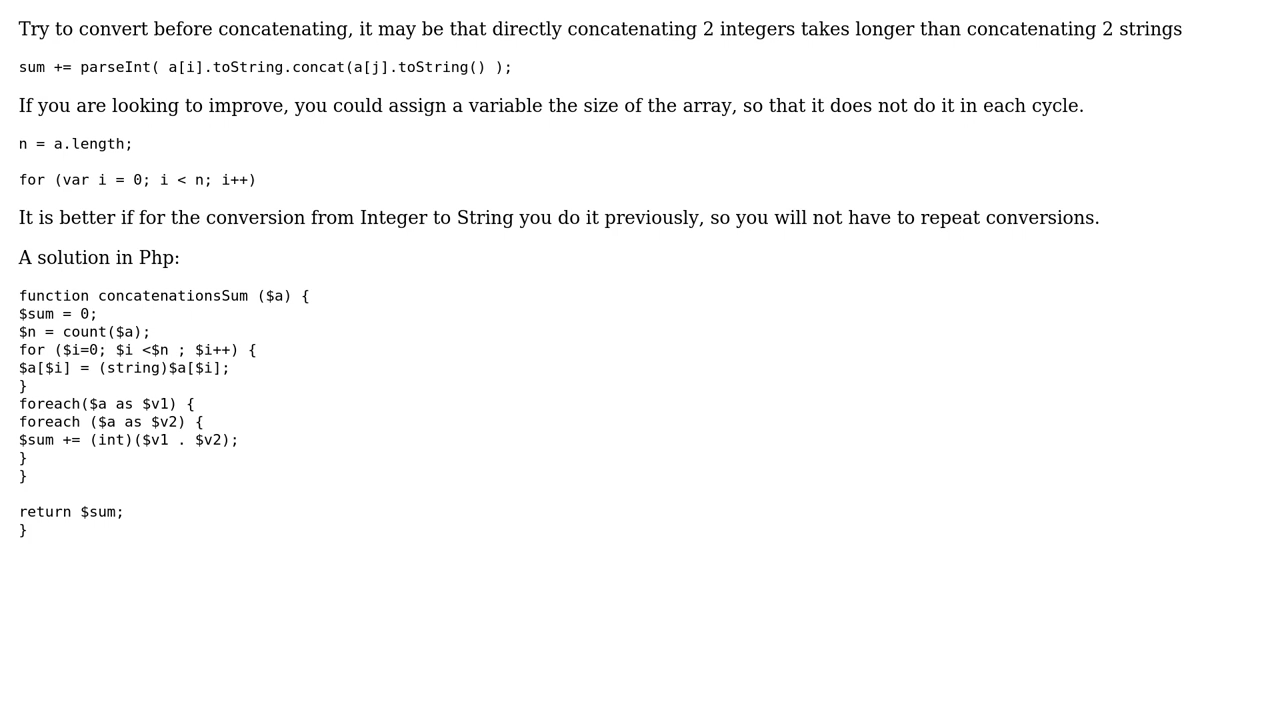 Try to convert before concatenating, it may be that directly concatenating 2 integers takes longer than concatenating 2 strings
sum += parseInt( a[i].toString.concat(a[j].toString() );
If you are looking to improve, you could assign a variable the size of the array, so that it does not do it in each cycle.
n = a.length;
for (var i = 0; i < n; i++)
It is better if for the conversion from Integer to String you do it previously, so you will not have to repeat conversions.
A solution in Php:
function concatenationsSum ($a) {
$sum = 0;
$n = count($a);
for ($i=0; $i <$n ; $i++) {
$a[$i] = (string)$a[$i];
}
foreach($a as $v1) {
foreach ($a as $v2) {
$sum += (int)($v1 . $v2);
}
}
return $sum;
}